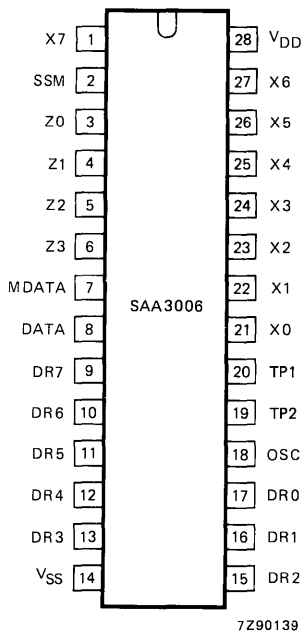 X7 1 28 VDD
SSM 2 27 X6
Z0 3 26 X5
Z1 4 25 X4
Z2 5 24 X3
Z3 6 23 X2
MDATA 7 22 X1
SAA3006
DATA 8 21 X0
DR7 9 20 TP1
DR6 10 19 TP2
DR5 11 18 OSC
DR4 12 17 DR0
DR3 13 16 DR1
VSS 14 15 DR2
7Z90139